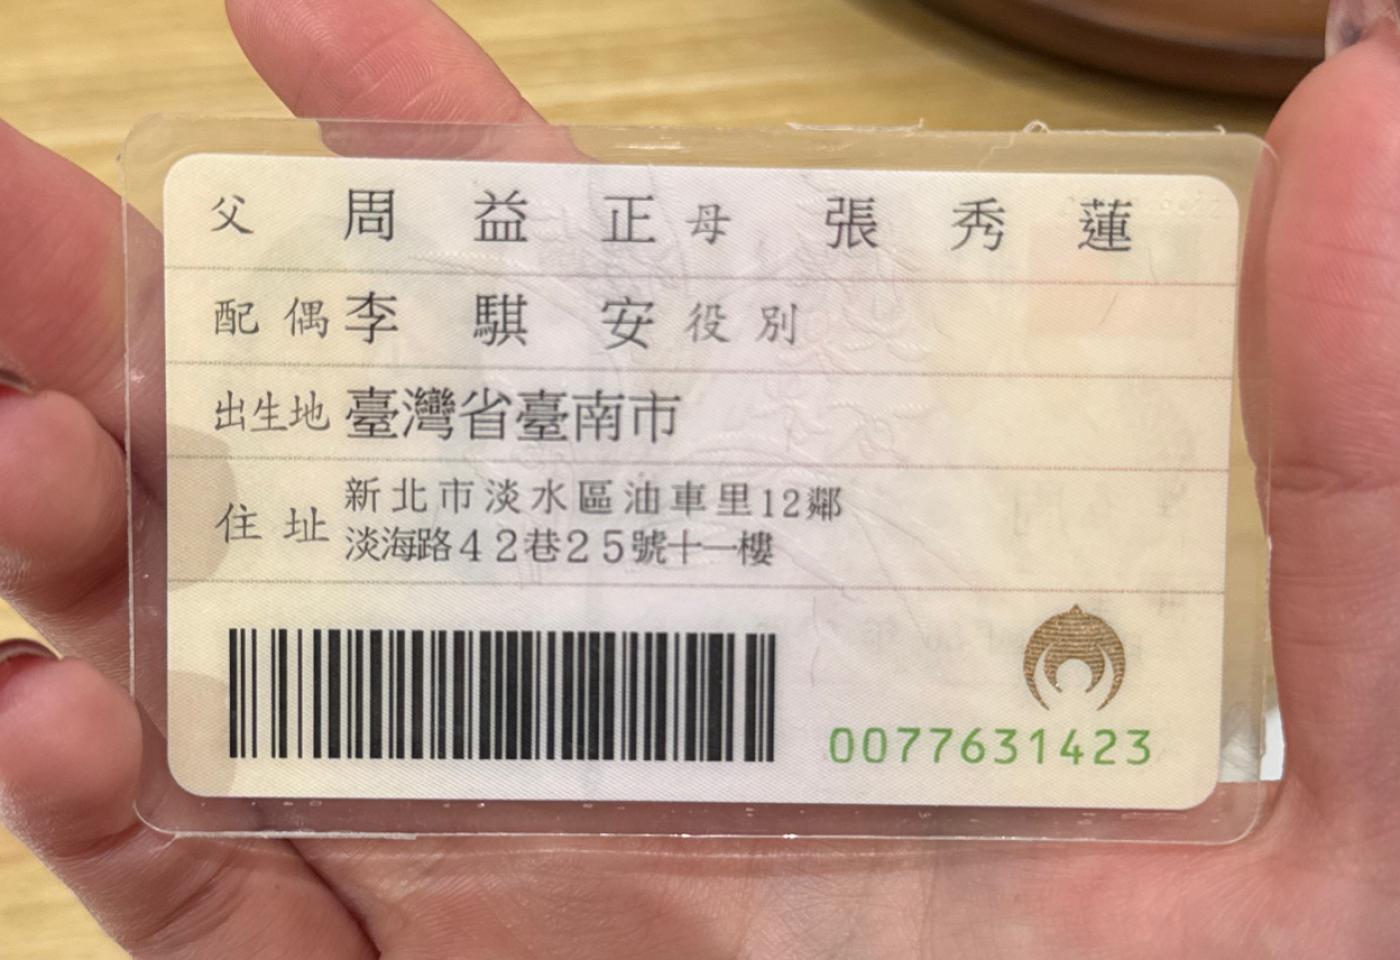 父 周益正 母 張秀蓮
配偶 李騏安 役別
出生地 臺灣省臺南市
住址 新北市淡水區油車里12鄰
淡海路42巷25號十一樓
0077631423